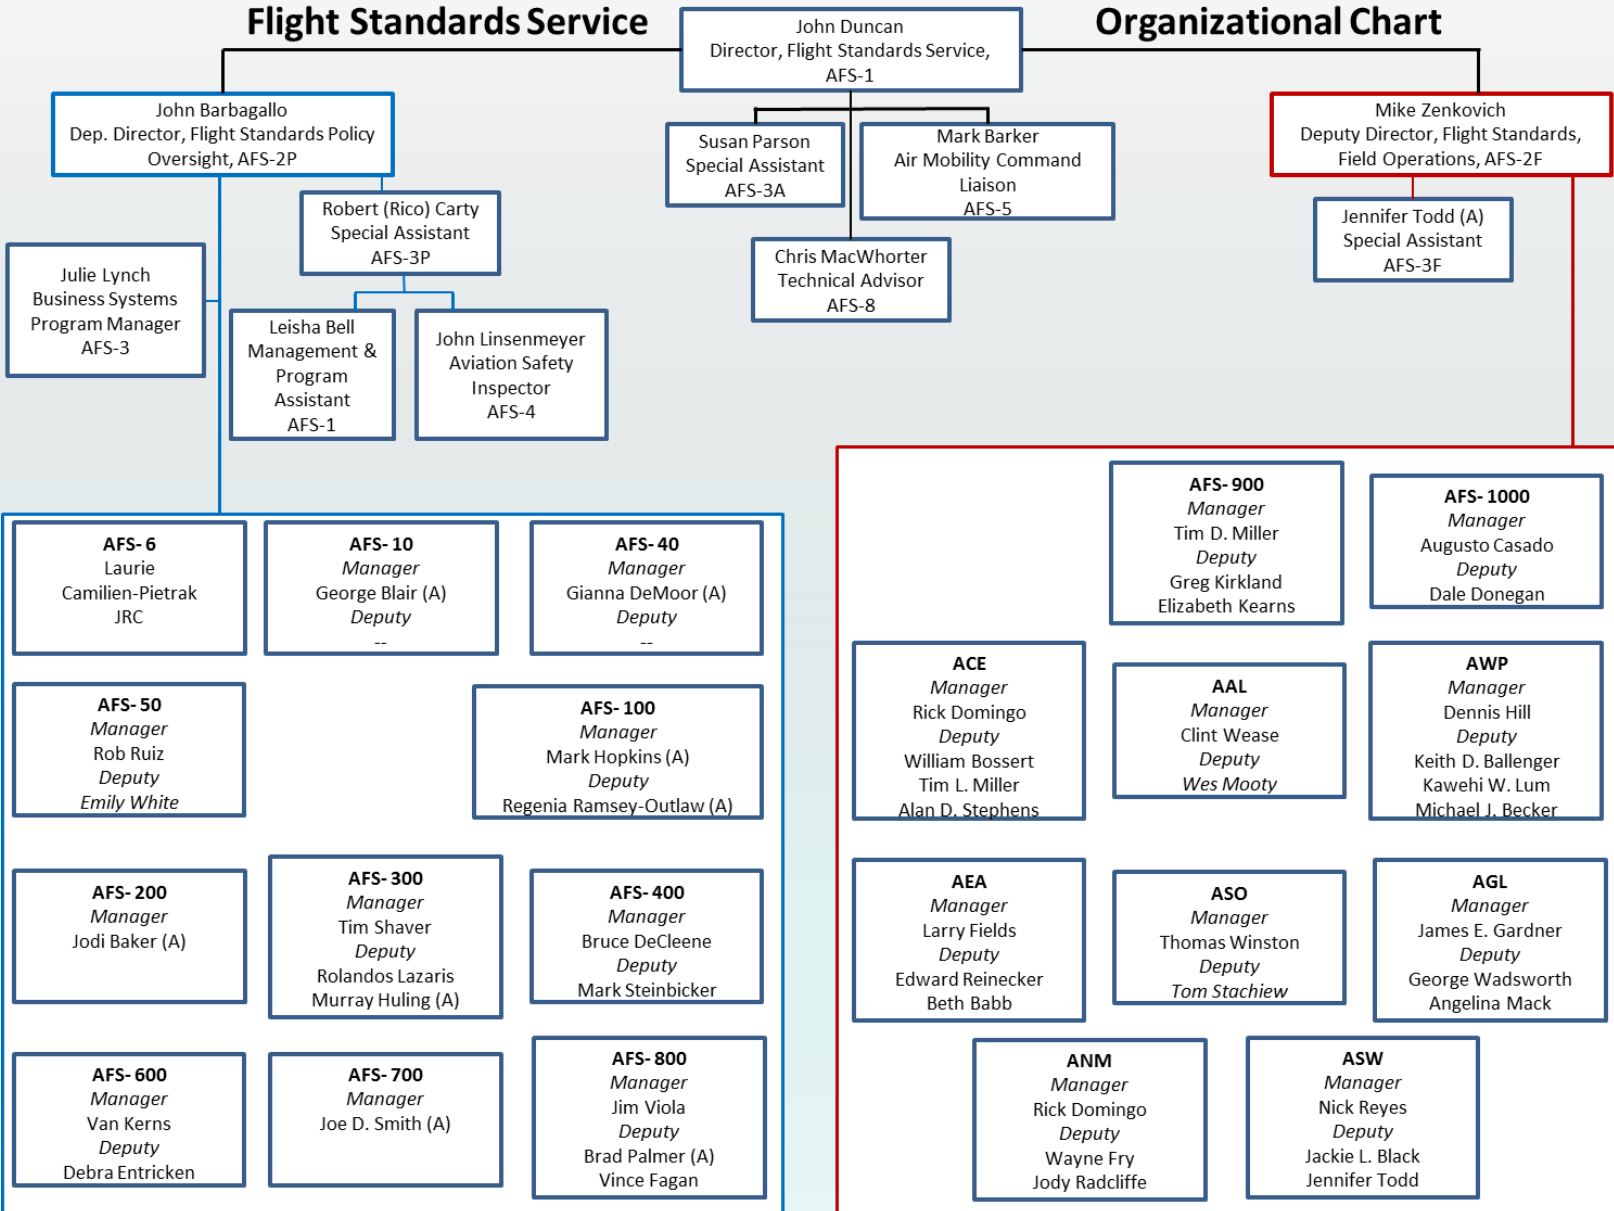 Flight Standards Service
Organizational Chart
John Duncan
Director, Flight Standards Service,
AFS-1
John Barbagallo
Dep. Director, Flight Standards Policy
Oversight, AFS-2P
Susan Parson
Special Assistant
AFS-3A
Mark Barker
Air Mobility Command
Liaison
AFS-5
Mike Zenkovich
Deputy Director, Flight Standards,
Field Operations, AFS-2F
Robert (Rico) Carty
Special Assistant
AFS-3P
Jennifer Todd (A)
Special Assistant
AFS-3F
Julie Lynch
Business Systems
Program Manager
AFS-3
Chris MacWhorter
Technical Advisor
AFS-8
Leisha Bell
Management &
Program
Assistant
AFS-1
John Linsenmeyer
Aviation Safety
Inspector
AFS-4
AFS- 6
Laurie
Camilien-Pietrak
JRC
AFS- 10
Manager
George Blair (A)
Deputy
--
AFS- 40
Manager
Gianna DeMoor (A)
Deputy
--
AFS- 50
Manager
Rob Ruiz
Deputy
Emily White
AFS- 100
Manager
Mark Hopkins (A)
Deputy
Regenia Ramsey-Outlaw (A)
AFS- 200
Manager
Jodi Baker (A)
AFS- 300
Manager
Tim Shaver
Deputy
Rolandos Lazaris
Murray Huling (A)
AFS- 400
Manager
Bruce DeCleene
Deputy
Mark Steinbicker
AFS- 600
Manager
Van Kerns
Deputy
Debra Entricken
AFS- 700
Manager
Joe D. Smith (A)
AFS- 800
Manager
Jim Viola
Deputy
Brad Palmer (A)
Vince Fagan
AFS- 900
Manager
Tim D. Miller
Deputy
Greg Kirkland
Elizabeth Kearns
AFS- 1000
Manager
Augusto Casado
Deputy
Dale Donegan
ACE
Manager
Rick Domingo
Deputy
William Bossert
Tim L. Miller
Alan D. Stephens
AAL
Manager
Clint Wease
Deputy
Wes Mooty
AWP
Manager
Dennis Hill
Deputy
Keith D. Ballenger
Kawehi W. Lum
Michael J. Becker
AEA
Manager
Larry Fields
Deputy
Edward Reinecker
Beth Babb
ASO
Manager
Thomas Winston
Deputy
Tom Stachiew
AGL
Manager
James E. Gardner
Deputy
George Wadsworth
Angelina Mack
ANM
Manager
Rick Domingo
Deputy
Wayne Fry
Jody Radcliffe
ASW
Manager
Nick Reyes
Deputy
Jackie L. Black
Jennifer Todd